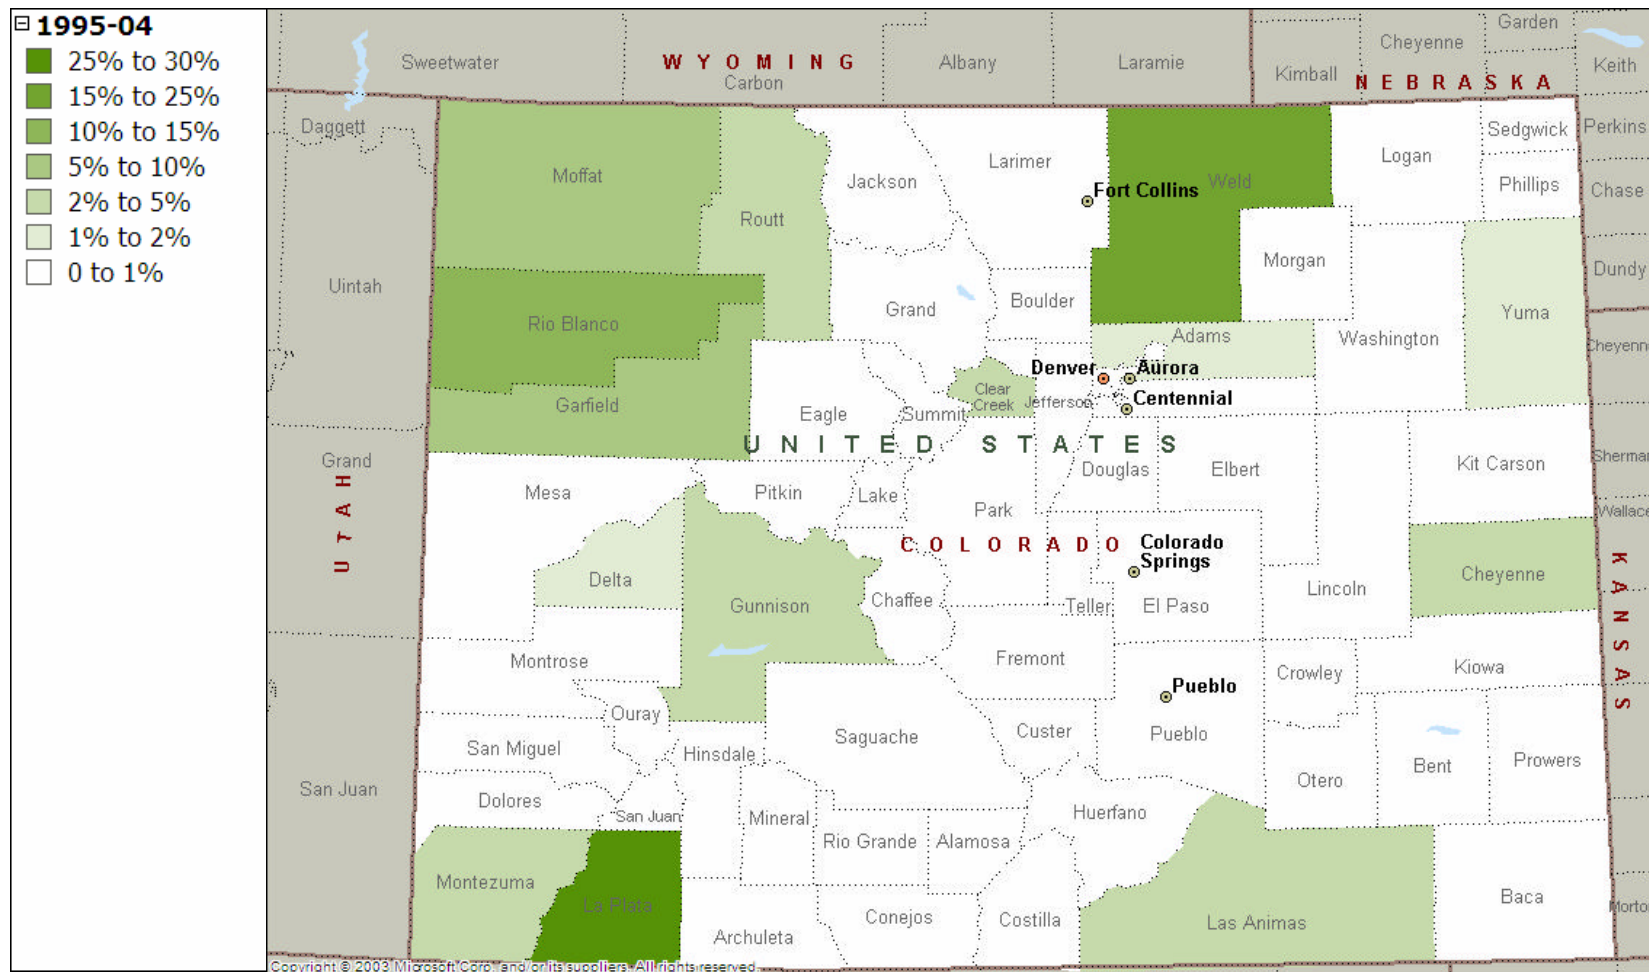 1995-04
25% to 30%
15% to 25%
10% to 15%
5% to 10%
2% to 5%
1% to 2%
0 to 1%
Garden
Cheyenne
Sweetwater
WYOMING
Albany
Laramie
Keith
Carbon
Kimball
NEBRASKA
Daggett
Sedgwick
Perkins
Logan
Larimer
Moffat
Jackson
Weld
Phillips
Chase
Fort Collins
Routt
Morgan
Dundy
Uintah
Boulder
Grand
Yuma
Rio Blanco
Adams
Washington
Cheyenn
Denver
Aurora
Clear
Creek
Jefferson
Centennial
Garfield
Eagle
Summit
UNITED STATES
Grand
Sherman
Kit Carson
Douglas
Elbert
Mesa
Pitkin
Lake
Park
Wallace
UTAH
COLORADO
Colorado
Springs
Cheyenne
KANSAS
Delta
Lincoln
Gunnison
Chaffee
Teller
El Paso
Montrose
Fremont
Kiowa
Crowley
Pueblo
Ouray
Custer
Pueblo
Saguache
San Miguel
Hinsdale
Prowers
Bent
Otero
San Juan
Dolores
San Juan
Mineral
Huerfano
Rio Grande
Alamosa
Montezuma
La Plata
Baca
Morto
Conejos
Costilla
Las Animas
Archuleta
Copyright © 2003 Microsoft Corp. and/or its suppliers. All rights reserved.